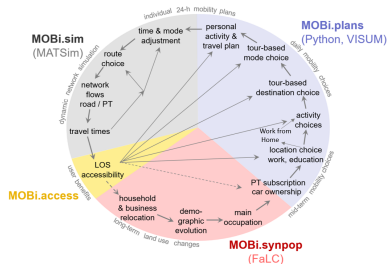 individual 24-h mobility plans
MOBi.sim
(MATSim)
time & mode
adjustment
personal
activity &
travel plan
MOBi.plans
(Python, VISUM)
route
choice
tour-based
mode choice
daily mobility choices
dynamic network simulation
network
flows
road / PT
tour-based
destination choice
activity
choices
travel times
Work from
Home
location choice
work, education
LOS
accessibility
PT subscription
car ownership
mid-term mobility choices
MOBi.access
user benefits
household
& business
relocation
demo-
graphic
evolution
main
occupation
long-term land use changes
MOBi.synpop
(FaLC)